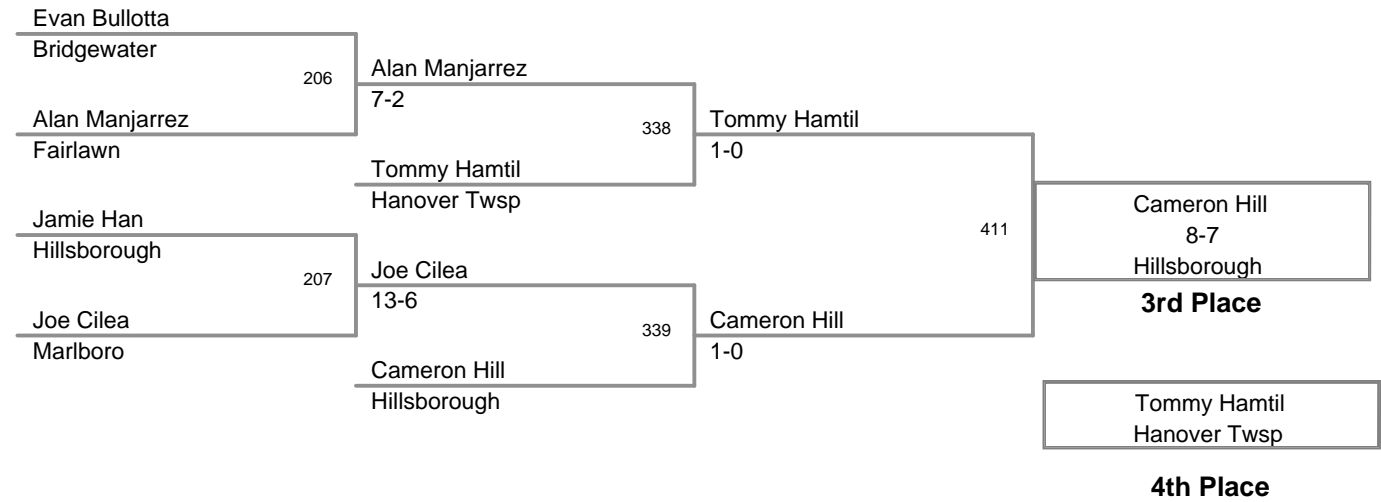 Evan Bullotta
Bridgewater
206
Alan Manjarrez
7-2
Alan Manjarrez
Fairlawn
338
Tommy Hamtil
1-0
Tommy Hamtil
Hanover Twsp
Jamie Han
Hillsborough
411
Cameron Hill
8-7
Hillsborough
3rd Place
207
Joe Cilea
13-6
Joe Cilea
Marlboro
339
Cameron Hill
1-0
Cameron Hill
Hillsborough
Tommy Hamtil
Hanover Twsp
4th Place